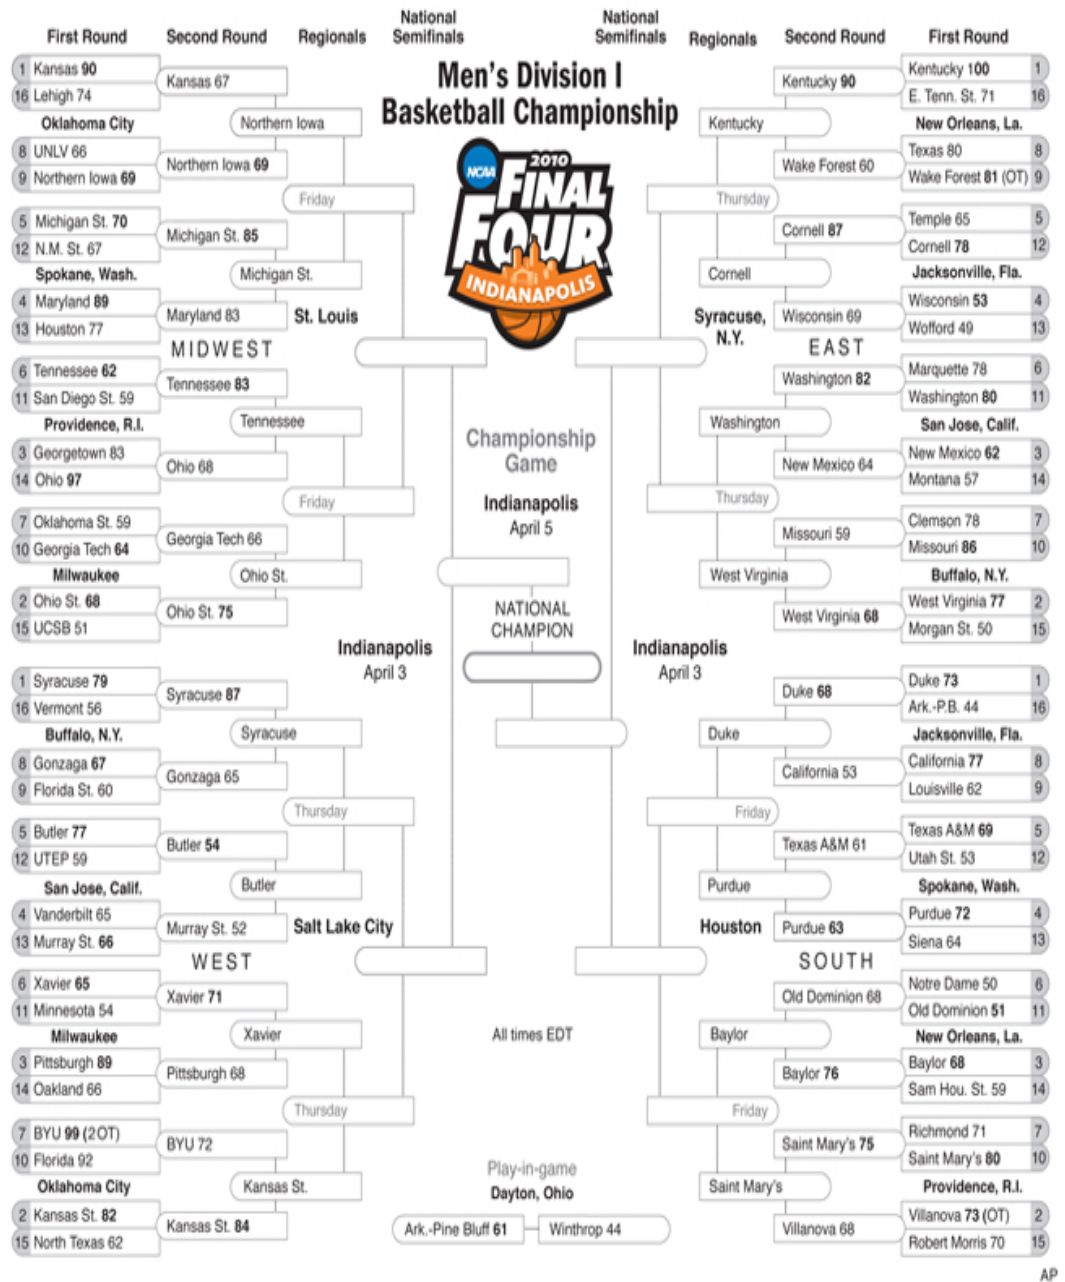 National
Semifinals
National
Semifinals
First Round
Second Round
Regionals
Regionals
Second Round
First Round
Men's Division I
Basketball Championship
NCAA
2010
FINAL
FOUR
INDIANAPOLIS
1 Kansas 90
16 Lehigh 74
Oklahoma City
8 UNLV 66
9 Northern Iowa 69
5 Michigan St. 70
12 N.M. St. 67
Spokane, Wash.
4 Maryland 89
13 Houston 77
MIDWEST
6 Tennessee 62
11 San Diego St. 59
Providence, R.I.
3 Georgetown 83
14 Ohio 97
7 Oklahoma St. 59
10 Georgia Tech 64
Milwaukee
2 Ohio St. 68
15 UCSB 51
Kansas 67
Northern Iowa 69
Michigan St. 85
Maryland 83
Tennessee 83
Ohio 68
Georgia Tech 66
Ohio St. 75
Northern Iowa
Michigan St.
Tennessee
Ohio St.
Friday
St. Louis
Friday
1 Syracuse 79
16 Vermont 56
Buffalo, N.Y.
8 Gonzaga 67
9 Florida St. 60
5 Butler 77
12 UTEP 59
San Jose, Calif.
4 Vanderbilt 65
13 Murray St. 66
WEST
6 Xavier 65
11 Minnesota 54
Milwaukee
3 Pittsburgh 89
14 Oakland 66
7 BYU 99 (2OT)
10 Florida 92
Oklahoma City
2 Kansas St. 82
15 North Texas 62
Syracuse 87
Gonzaga 65
Butler 54
Murray St. 52
Xavier 71
Pittsburgh 68
BYU 72
Kansas St. 84
Syracuse
Butler
Xavier
Kansas St.
Thursday
Salt Lake City
Thursday
Championship
Game
Indianapolis
April 5
NATIONAL
CHAMPION
Indianapolis
April 3
Indianapolis
April 3
All times EDT
Play-in-game
Dayton, Ohio
Ark.-Pine Bluff 61
Winthrop 44
Kentucky 100 1
E. Tenn. St. 71 16
New Orleans, La.
Texas 80 8
Wake Forest 81 (OT) 9
Temple 65 5
Cornell 78 12
Jacksonville, Fla.
Wisconsin 53 4
Wofford 49 13
EAST
Marquette 78 6
Washington 80 11
San Jose, Calif.
New Mexico 62 3
Montana 57 14
Clemson 78 7
Missouri 86 10
Buffalo, N.Y.
West Virginia 77 2
Morgan St. 50 15
Kentucky 90
Wake Forest 60
Cornell 87
Wisconsin 69
Washington 82
New Mexico 64
Missouri 59
West Virginia 68
Kentucky
Cornell
Washington
West Virginia
Thursday
Syracuse,
N.Y.
Thursday
Duke 73 1
Ark.-P.B. 44 16
Jacksonville, Fla.
California 77 8
Louisville 62 9
Texas A&M 69 5
Utah St. 53 12
Spokane, Wash.
Purdue 72 4
Siena 64 13
SOUTH
Notre Dame 50 6
Old Dominion 51 11
New Orleans, La.
Baylor 68 3
Sam Hou. St. 59 14
Richmond 71 7
Saint Mary's 80 10
Providence, R.I.
Villanova 73 (OT) 2
Robert Morris 70 15
Duke 68
California 53
Texas A&M 61
Purdue 63
Old Dominion 68
Baylor 76
Saint Mary's 75
Villanova 68
Duke
Purdue
Baylor
Saint Mary's
Friday
Houston
Friday
AP